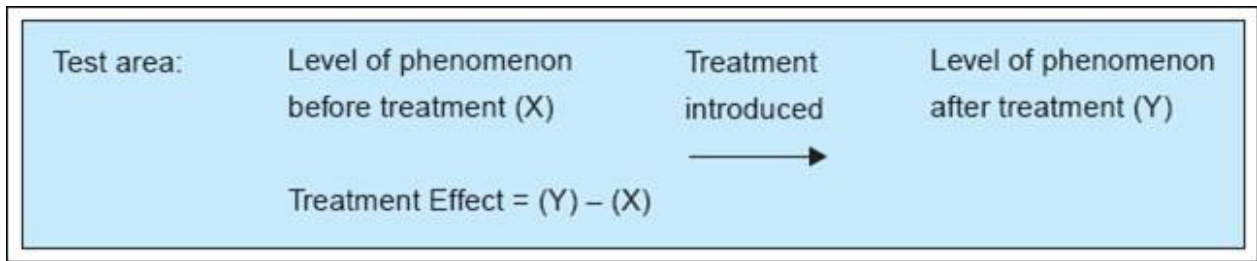 Test area: Level of phenomenon Treatment Level of phenomenon
before treatment (X) introduced after treatment (Y)
Treatment Effect = (Y) – (X)